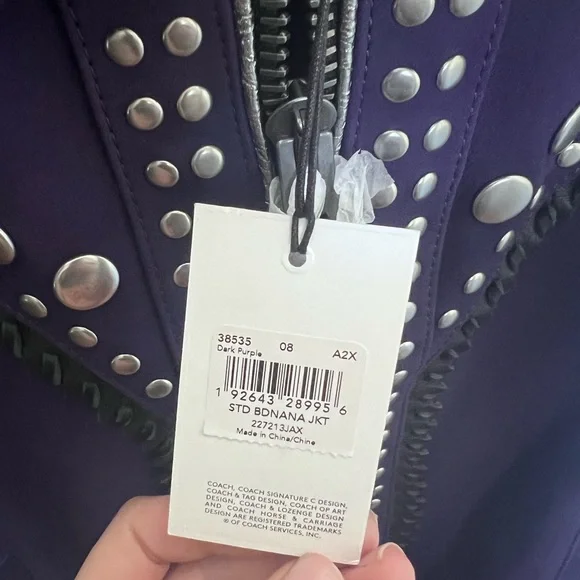 38535 08 A2X
Dark Purple
1 92643 28995 6
STD BDNANA JKT
227213JAX
Made in China/Chine
COACH, COACH SIGNATURE C DESIGN,
COACH & TAG DESIGN, COACH OP ART
DESIGN, COACH & LOZENGE DESIGN
AND COACH HORSE & CARRIAGE
DESIGN ARE REGISTERED TRADEMARKS
® OF COACH SERVICES, INC.